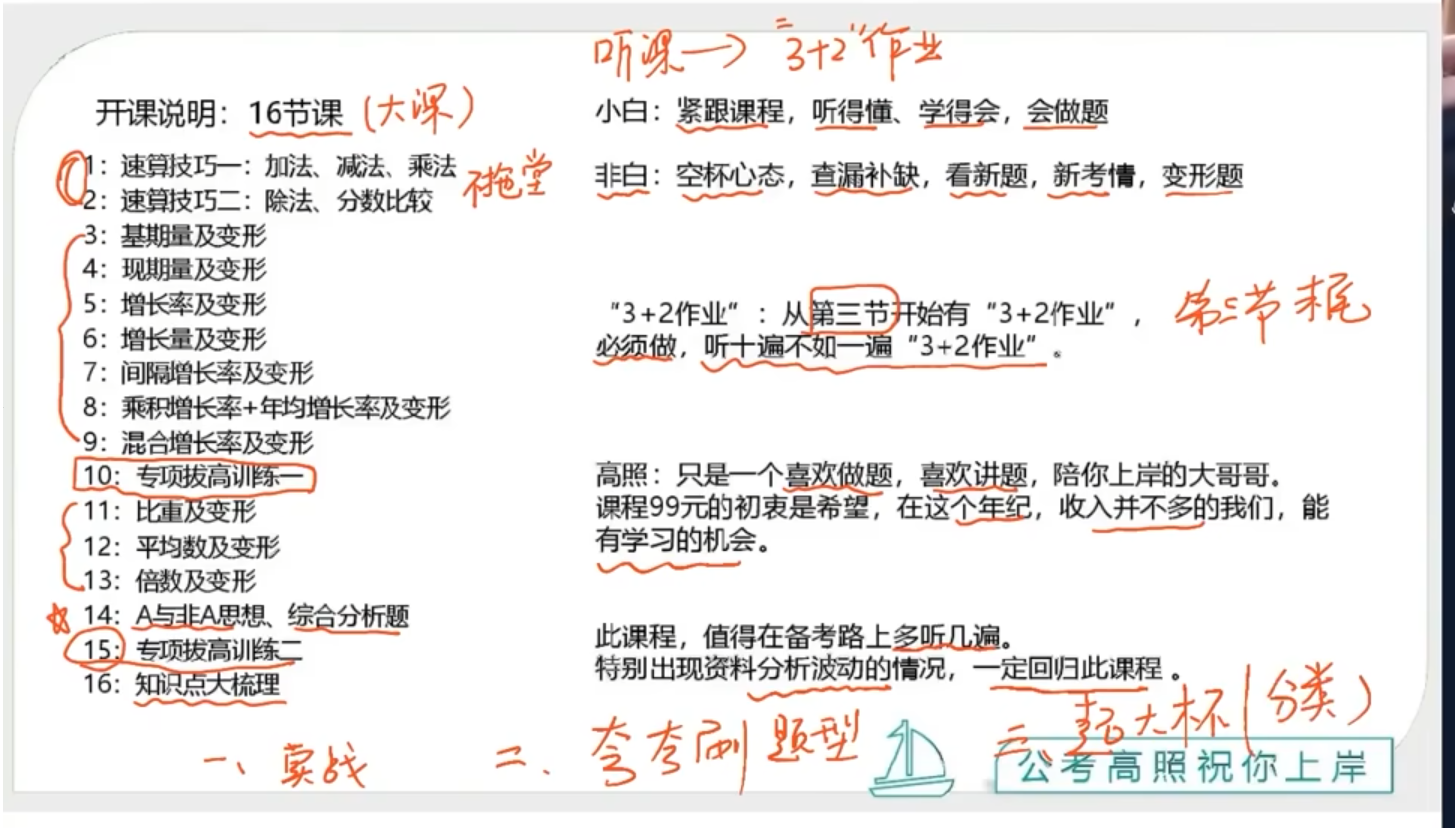 听课→"3+2"作业
开课说明：16节课（大课）
1：速算技巧一：加法、减法、乘法
2：速算技巧二：除法、分数比较
不拖堂
3：基期量及变形
4：现期量及变形
5：增长率及变形
6：增长量及变形
7：间隔增长率及变形
8：乘积增长率+年均增长率及变形
9：混合增长率及变形
10：专项拔高训练一
11：比重及变形
12：平均数及变形
13：倍数及变形
14：A与非A思想、综合分析题
15：专项拔高训练二
16：知识点大梳理
小白：紧跟课程，听得懂、学得会，会做题
非白：空杯心态，查漏补缺，看新题，新考情，变形题
“3+2作业”：从第三节开始有“3+2作业”，
必须做，听十遍不如一遍“3+2作业”。
第三节末尾
高照：只是一个喜欢做题，喜欢讲题，陪你上岸的大哥哥。
课程99元的初衷是希望，在这个年纪，收入并不多的我们，能
有学习的机会。
此课程，值得在备考路上多听几遍。
特别出现资料分析波动的情况，一定回归此课程。
一、实战
二、夸夸刷题型
三、超大杯（分类）
公考高照祝你上岸